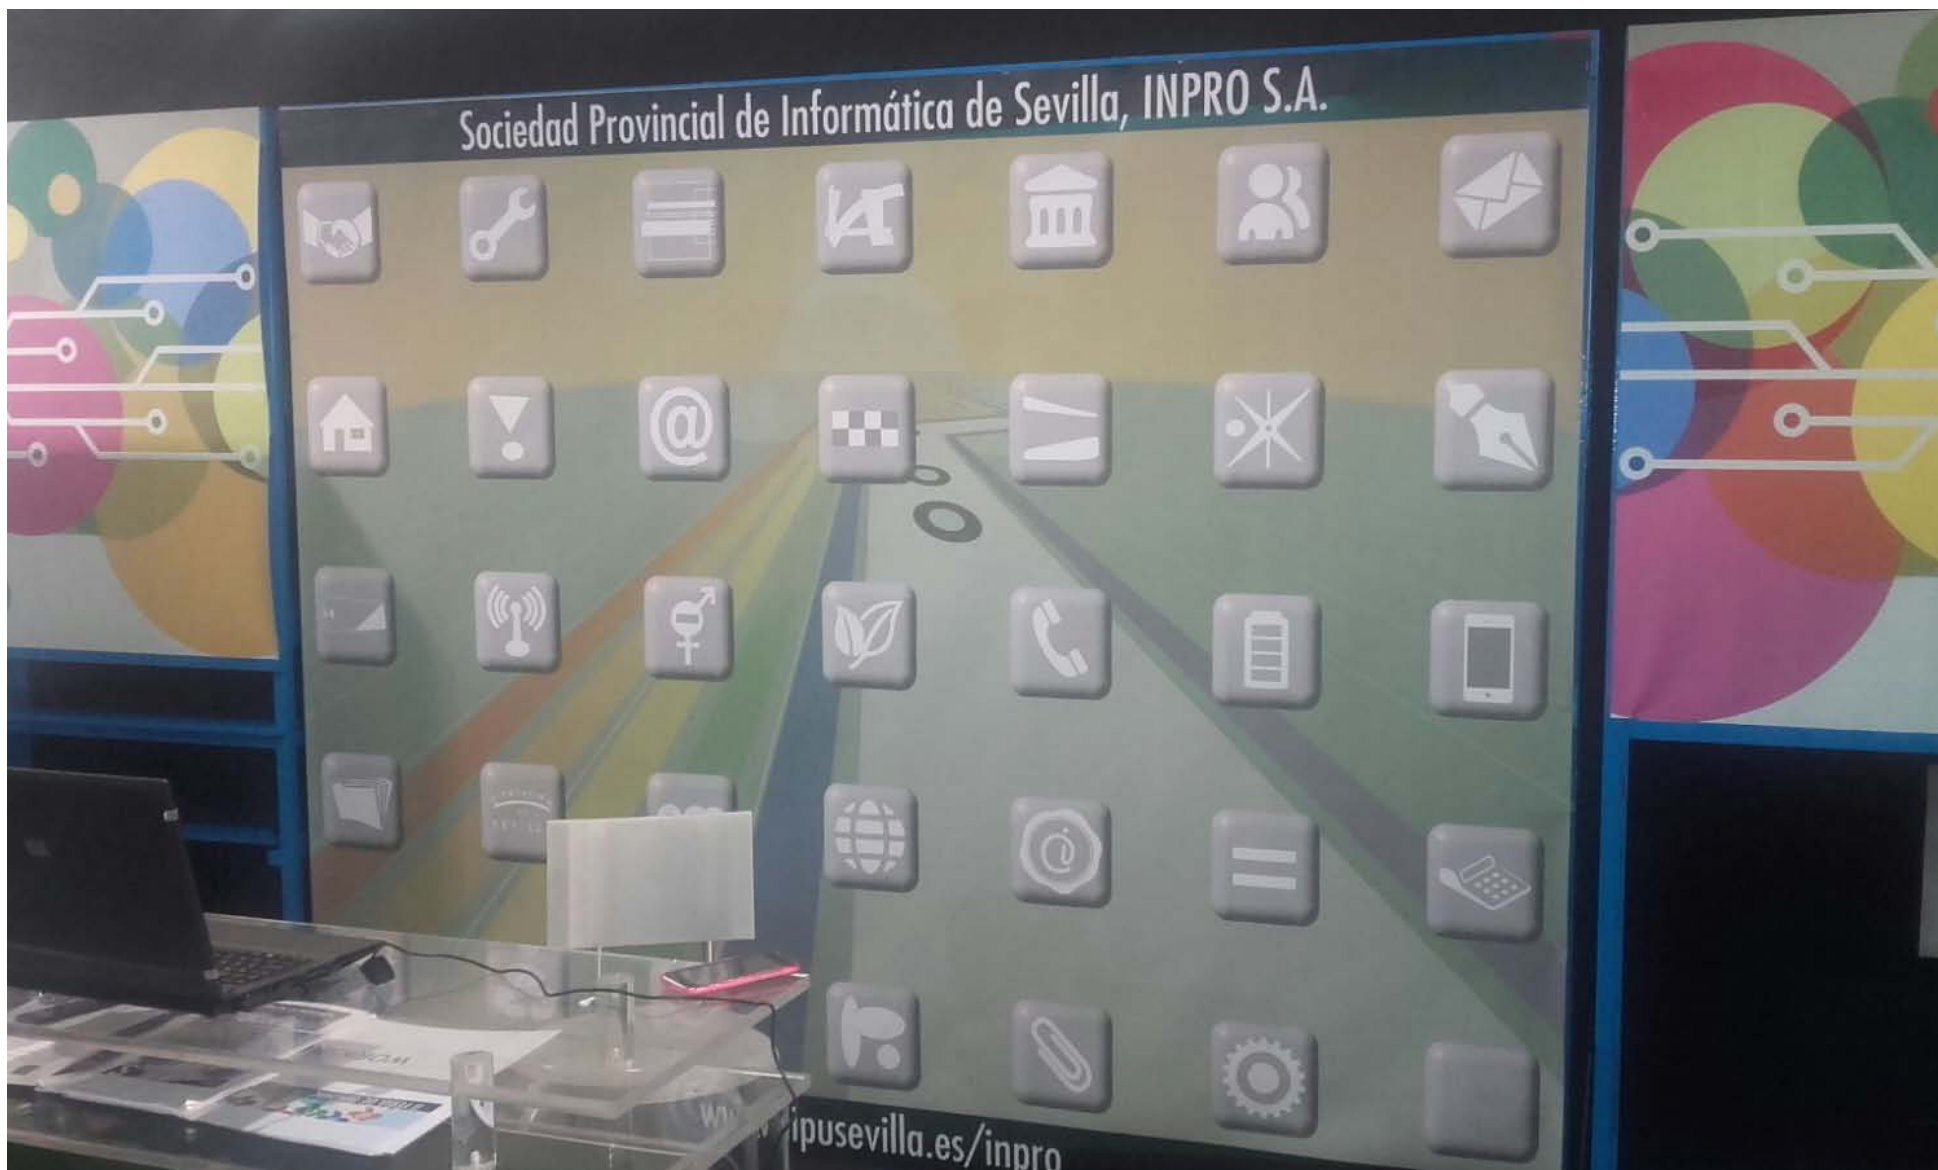 Sociedad Provincial de Informática de Sevilla, INPRO S.A.
@
@
ipusevilla.es/inpro